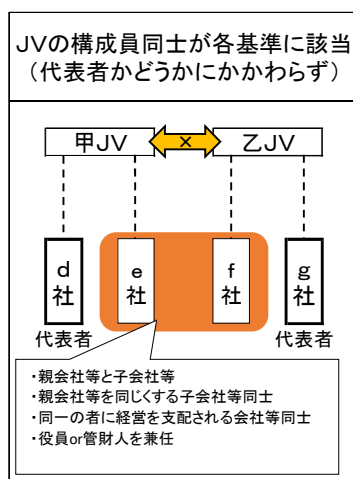 JVの構成員同士が各基準に該当
(代表者かどうかにかかわらず)
甲JV
×
乙JV
d社
e社
f社
g社
代表者
代表者
・親会社等と子会社等
・親会社等を同じくする子会社等同士
・同一の者に経営を支配される会社等同士
・役員or管財人を兼任